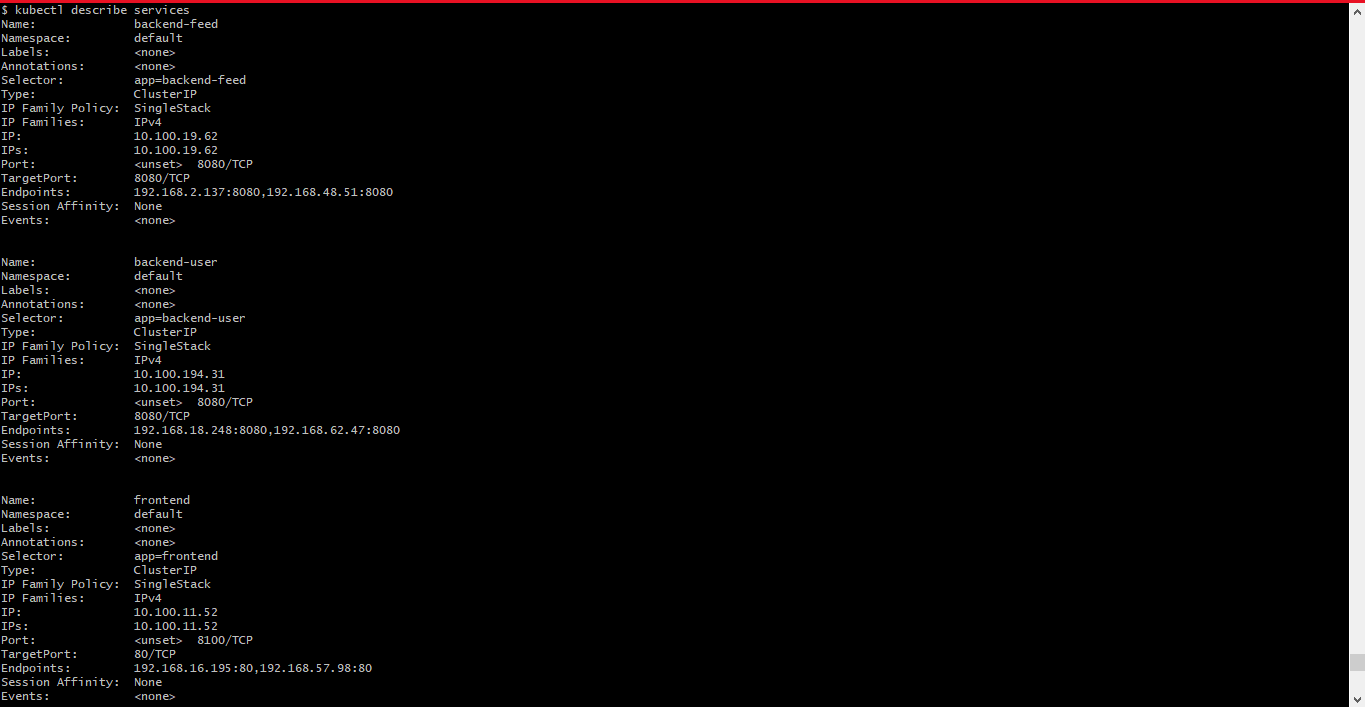 $ kubectl describe services
Name:              backend-feed
Namespace:         default
Labels:            <none>
Annotations:       <none>
Selector:          app=backend-feed
Type:              ClusterIP
IP Family Policy:  SingleStack
IP Families:       IPv4
IP:                10.100.19.62
IPs:               10.100.19.62
Port:              <unset>  8080/TCP
TargetPort:        8080/TCP
Endpoints:         192.168.2.137:8080,192.168.48.51:8080
Session Affinity:  None
Events:            <none>
Name:              backend-user
Namespace:         default
Labels:            <none>
Annotations:       <none>
Selector:          app=backend-user
Type:              ClusterIP
IP Family Policy:  SingleStack
IP Families:       IPv4
IP:                10.100.194.31
IPs:               10.100.194.31
Port:              <unset>  8080/TCP
TargetPort:        8080/TCP
Endpoints:         192.168.18.248:8080,192.168.62.47:8080
Session Affinity:  None
Events:            <none>
Name:              frontend
Namespace:         default
Labels:            <none>
Annotations:       <none>
Selector:          app=frontend
Type:              ClusterIP
IP Family Policy:  SingleStack
IP Families:       IPv4
IP:                10.100.11.52
IPs:               10.100.11.52
Port:              <unset>  8100/TCP
TargetPort:        80/TCP
Endpoints:         192.168.16.195:80,192.168.57.98:80
Session Affinity:  None
Events:            <none>